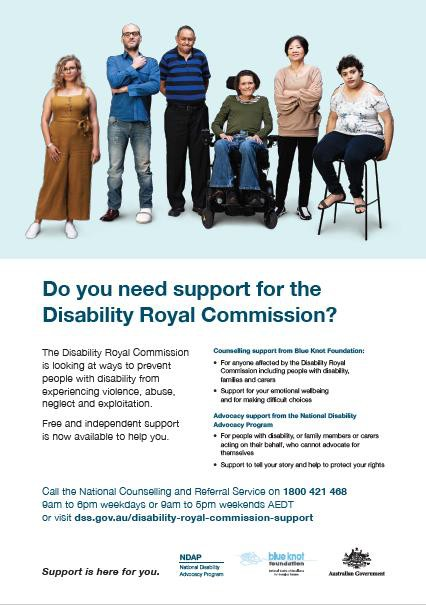 Do you need support for the
Disability Royal Commission?
The Disability Royal Commission
is looking at ways to prevent
people with disability from
experiencing violence, abuse,
neglect and exploitation.
Free and independent support
is now available to help you.
Counselling support from Blue Knot Foundation:
• For anyone affected by the Disability Royal
Commission including people with disability,
families and carers
• Support for your emotional wellbeing
and for making difficult choices
Advocacy support from the National Disability
Advocacy Program
• For people with disability, or family members or carers
acting on their behalf, who cannot advocate for
themselves
• Support to tell your story and help to protect your rights
Call the National Counselling and Referral Service on 1800 421 468
9am to 6pm weekdays or 9am to 5pm weekends AEDT
or visit dss.gov.au/disability-royal-commission-support
Support is here for you.
NDAP
National Disability
Advocacy Program
blue knot
foundation
Australian Government